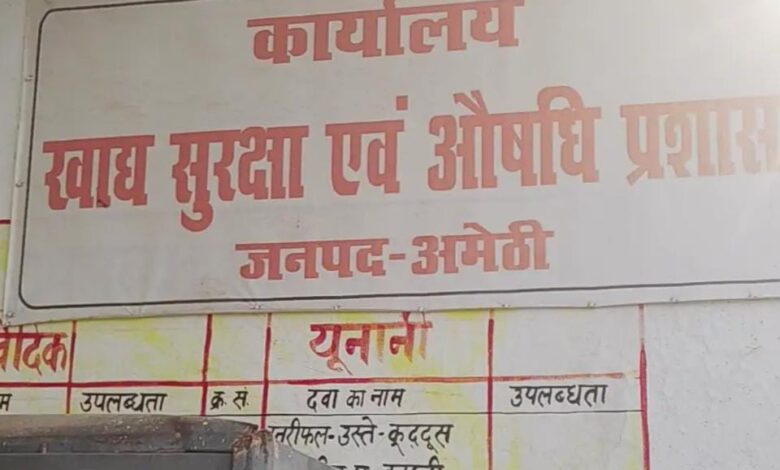 कार्यालय
खाद्य सुरक्षा एवं औषधि प्रशास
जनपद-अमेठी
यूनानी
उपलब्धता क्र.सं. दवा का नाम उपलब्धता